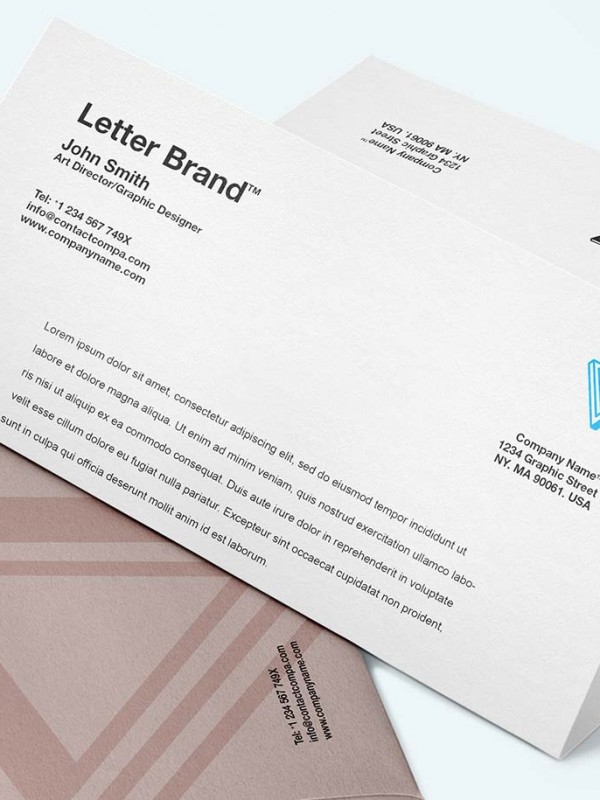 Letter Brand™
John Smith
Art Director/Graphic Designer
Tel: +1 234 567 749X
info@contactcompa.com
www.companyname.com
Lorem ipsum dolor sit amet, consectetur adipiscing elit, sed do eiusmod tempor incididunt ut
labore et dolore magna aliqua. Ut enim ad minim veniam, quis nostrud exercitation ullamco labo-
ris nisi ut aliquip ex ea commodo consequat. Duis aute irure dolor in reprehenderit in voluptate
velit esse cillum dolore eu fugiat nulla pariatur. Excepteur sint occaecat cupidatat non proident,
sunt in culpa qui officia deserunt mollit anim id est laborum.
Company Name™
1234 Graphic Street
NY. MA 90061. USA
Company Name™
1234 Graphic Street
NY. MA 9061, USA
Tel: +1 234 567 749X
info@contactcompa.com
www.companyname.com